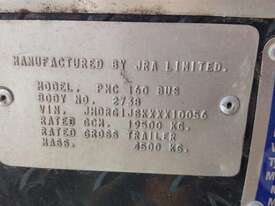 MANUFACTURED BY JRA LIMITED.
MODEL. PMC 160 BUS
BODY NO. 2738
VIN. JHDRG1JSXXXX10056
RATED GCM. 19500 KG.
RATED GROSS TRAILER
MASS. 4500 KG.